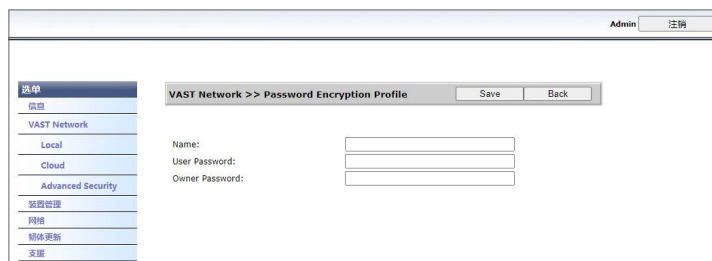 Admin 注销
选单
信息
VAST Network
Local
Cloud
Advanced Security
装置管理
网络
韧体更新
支援
VAST Network >> Password Encryption Profile Save Back
Name:
User Password:
Owner Password: